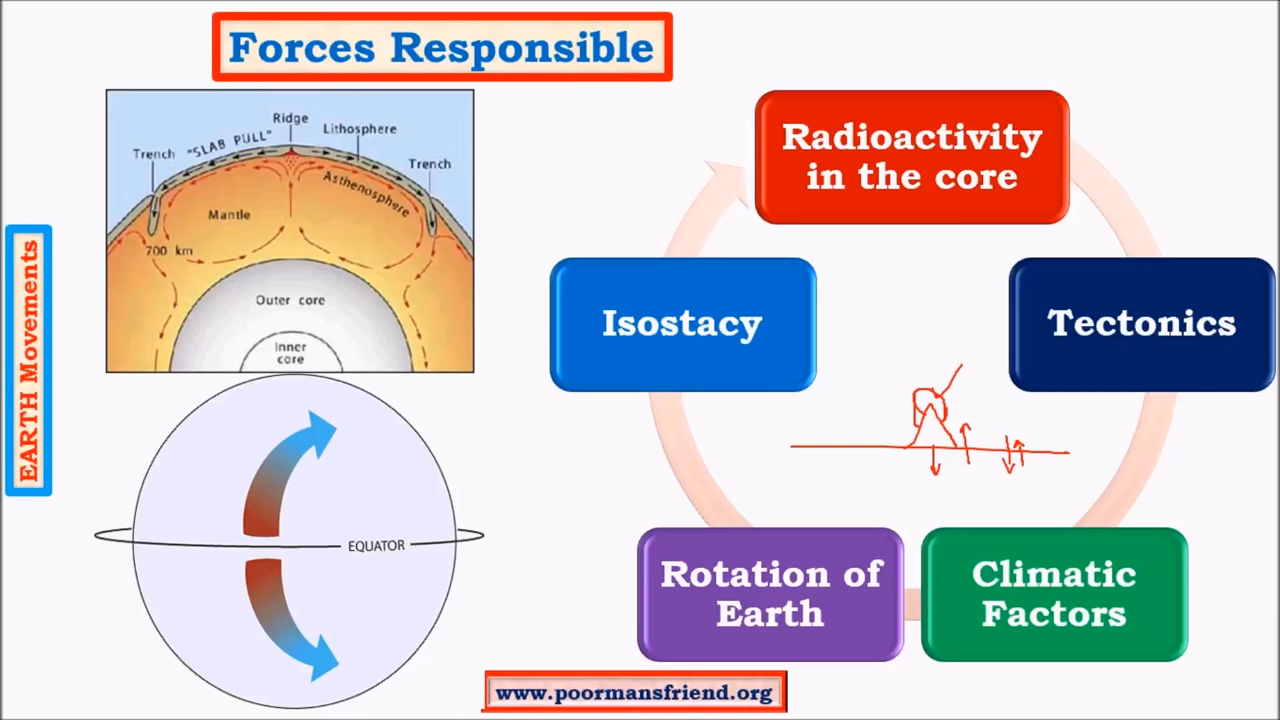 Forces Responsible
EARTH Movements
Ridge
"SLAB PULL"
Lithosphere
Trench
Trench
Asthenosphere
Mantle
700 km
Outer core
Inner
core
EQUATOR
Radioactivity
in the core
Isostacy
Tectonics
Rotation of
Earth
Climatic
Factors
www.poormansfriend.org